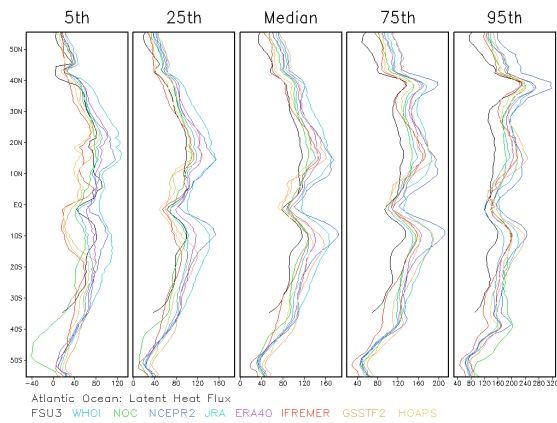 5th 25th Median 75th 95th
50N
40N
30N
20N
10N
EQ
10S
20S
30S
40S
50S
-40 0 40 80 120 0 40 80 120 160 0 40 80 120 160 40 80 120 160 200 40 80 120 160 200 240 280 320
Atlantic Ocean: Latent Heat Flux
FSU3 WHOI NOC NCEPR2 JRA ERA40 IFREMER GSSTF2 HOAPS